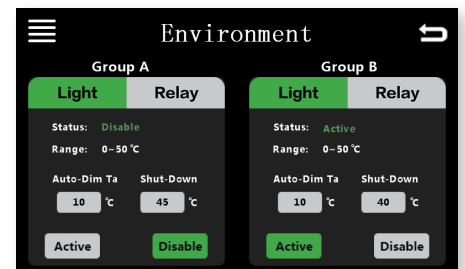 Environment
Group A
Light Relay
Status: Disable
Range: 0~50 ℃
Auto-Dim Ta Shut-Down
10 ℃ 45 ℃
Active Disable
Group B
Light Relay
Status: Active
Range: 0~50 ℃
Auto-Dim Ta Shut-Down
10 ℃ 40 ℃
Active Disable